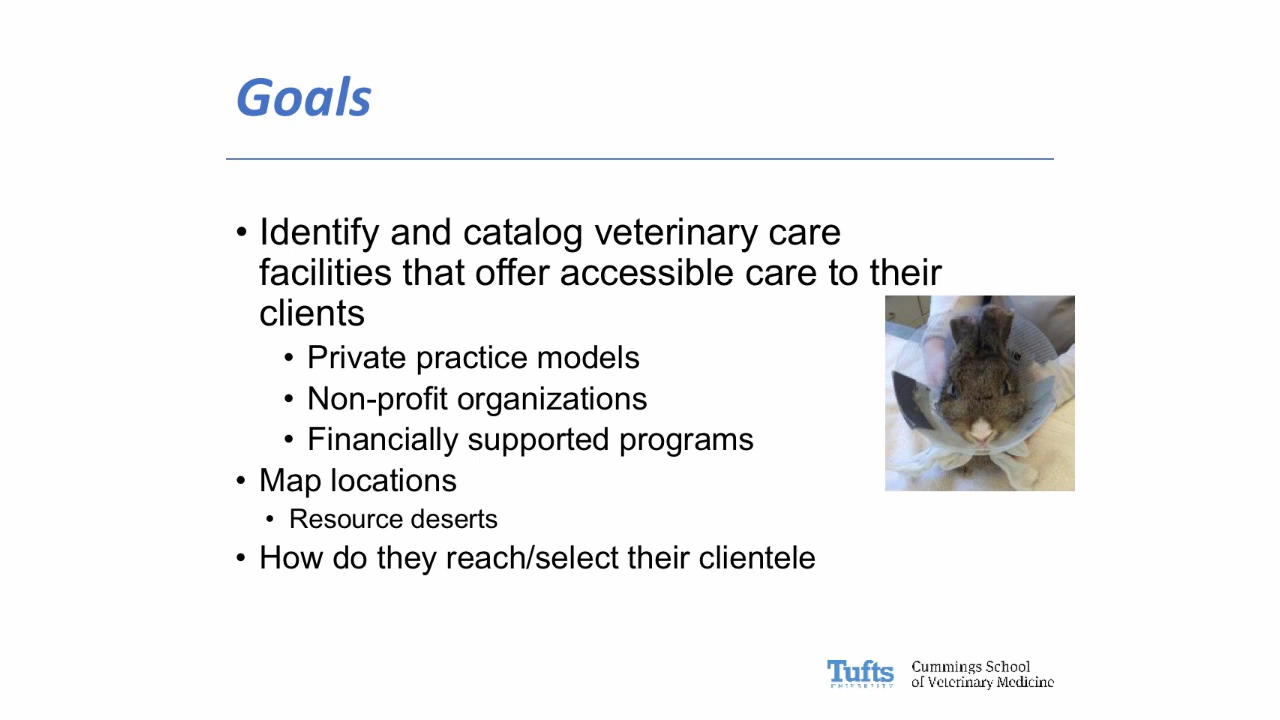 Goals
• Identify and catalog veterinary care
facilities that offer accessible care to their
clients
• Private practice models
• Non-profit organizations
• Financially supported programs
• Map locations
• Resource deserts
• How do they reach/select their clientele
Tufts Cummings School
UNIVERSITY of Veterinary Medicine